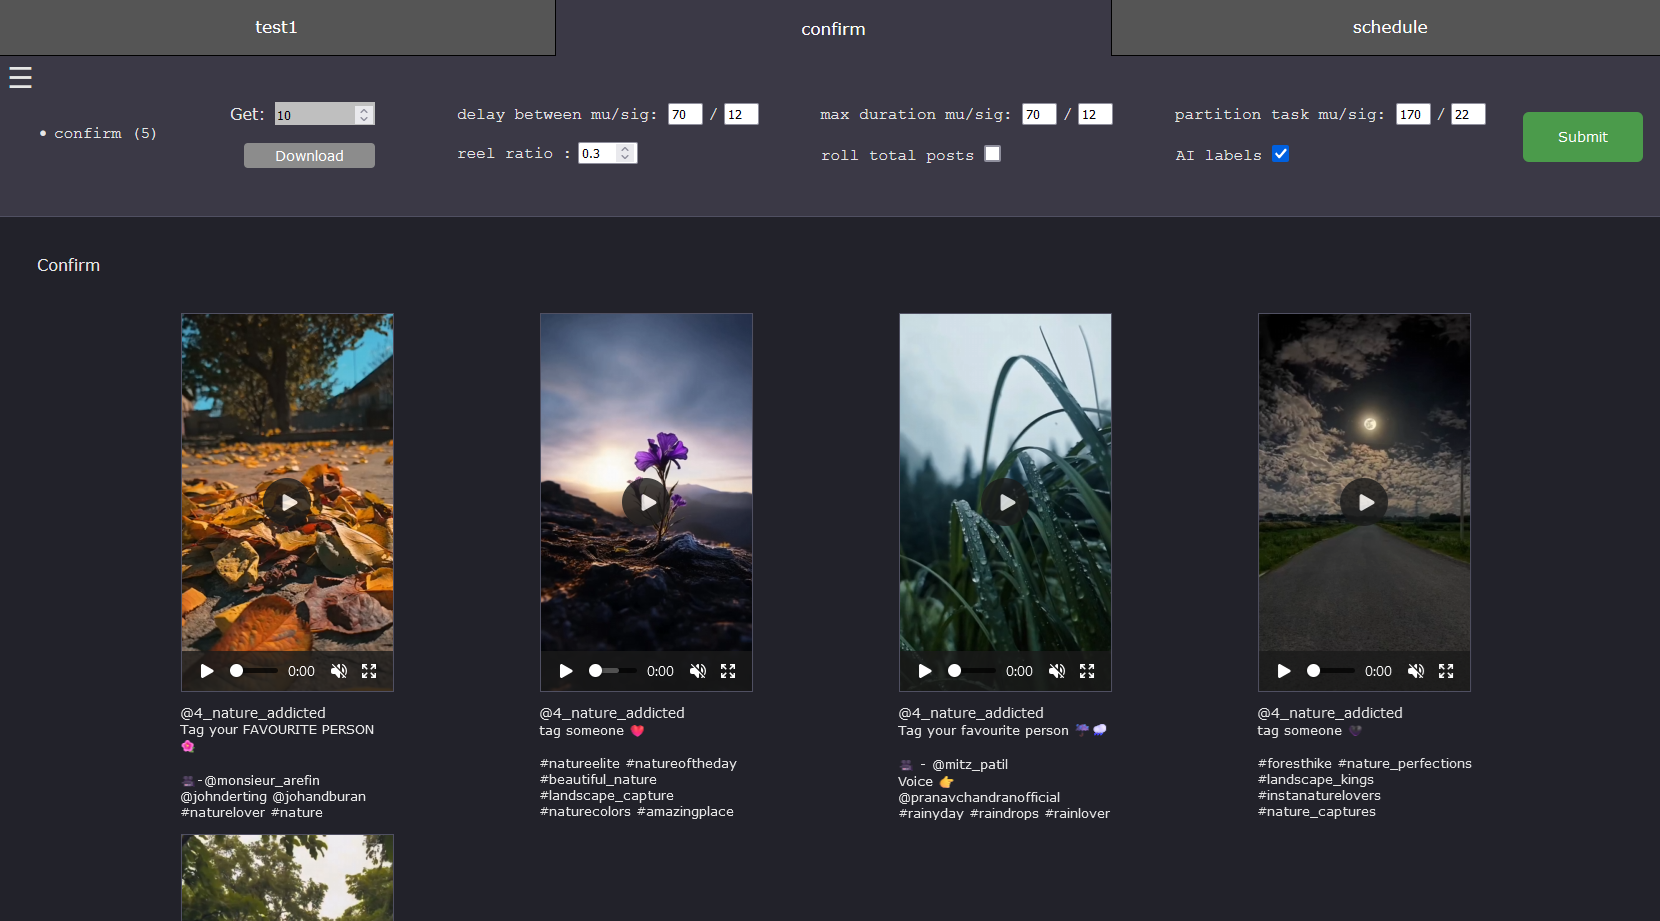 test1
confirm
schedule
☰
Get: 10
delay between mu/sig: 70 / 12
max duration mu/sig: 70 / 12
partition task mu/sig: 170 / 22
• confirm (5)
Submit
Download
reel ratio : 0.3
roll total posts
AI labels
Confirm
0:00
0:00
0:00
0:00
@4_nature_addicted
Tag your FAVOURITE PERSON
🌺
🎥-@monsieur_arefin
@johnderting @johandburan
#naturelover #nature
@4_nature_addicted
tag someone ❤️
#natureelite #natureoftheday
#beautiful_nature
#landscape_capture
#naturecolors #amazingplace
@4_nature_addicted
Tag your favourite person ☔🌧️
🎥 - @mitz_patil
Voice 👉
@pranavchandranofficial
#rainyday #raindrops #rainlover
@4_nature_addicted
tag someone 🖤
#foresthike #nature_perfections
#landscape_kings
#instanaturelovers
#nature_captures